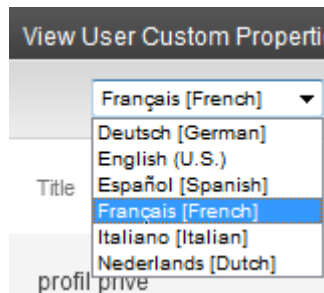 View User Custom Properti
Français [French]
Deutsch [German]
English (U.S.)
Español [Spanish]
Title
Français [French]
Italiano [Italian]
Nederlands [Dutch]
profil privé